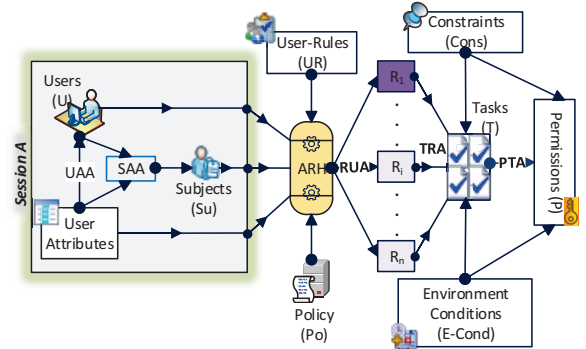 Session A
Users
(U)
UAA
SAA
Subjects
(Su)
User
Attributes
User-Rules
(UR)
ARH
Policy
(Po)
RUA
R1
Ri
Rn
TRA
Constraints
(Cons)
Tasks
(T)
PTA
Permissions
(P)
Environment
Conditions
(E-Cond)